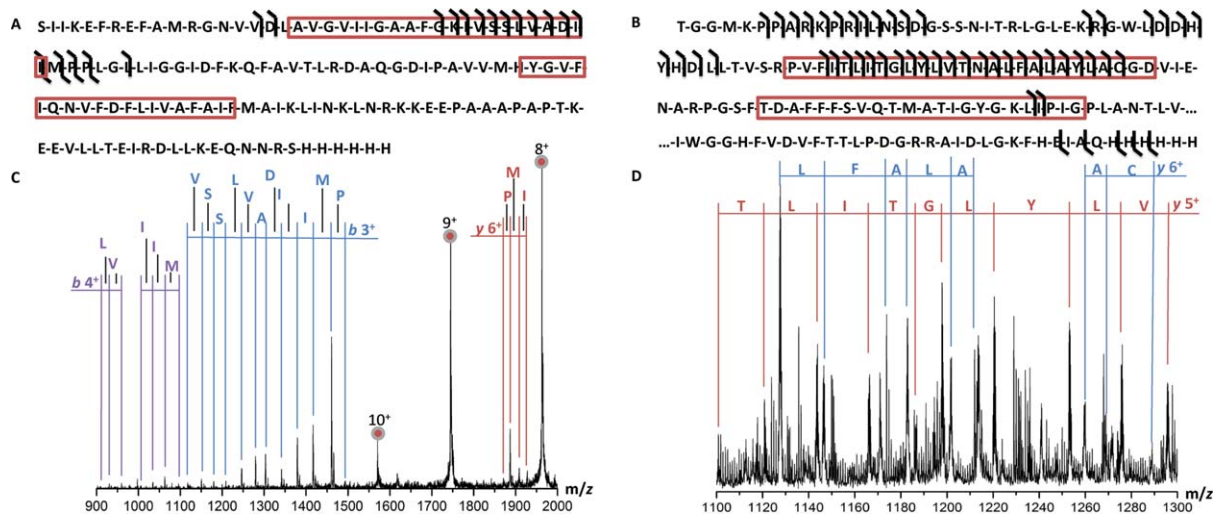 A S-I-I-K-E-F-R-E-F-A-M-R-G-N-V-V-D-L-A-V-G-V-I-I-G-A-A-F-G-K-I-V-S-S-L-V-A-D-I-
I-M-P-P-L-G-L-L-I-G-G-I-D-F-K-Q-F-A-V-T-L-R-D-A-Q-G-D-I-P-A-V-V-M-H-Y-G-V-F-
I-Q-N-V-F-D-F-L-I-V-A-F-A-I-F-M-A-I-K-L-I-N-K-L-N-R-K-K-E-E-P-A-A-A-P-A-P-T-K-
E-E-V-L-L-T-E-I-R-D-L-L-K-E-Q-N-N-R-S-H-H-H-H-H-H
B T-G-G-M-K-P-P-A-R-K-P-R-I-L-N-S-D-G-S-S-N-I-T-R-L-G-L-E-K-R-G-W-L-D-D-H-
Y-H-D-L-L-T-V-S-R-P-V-F-I-T-L-I-T-G-L-Y-L-V-T-N-A-L-F-A-L-A-Y-L-A-C-G-D-V-I-E-
N-A-R-P-G-S-F-T-D-A-F-F-F-S-V-Q-T-M-A-T-I-G-Y-G-K-L-I-P-I-G-P-L-A-N-T-L-V-...
...-I-W-G-G-H-F-V-D-V-F-T-T-L-P-D-G-R-R-A-I-D-L-G-K-F-H-E-I-A-Q-H-H-H-H-H-H
C
V S S L A V D I I M P b 3+
L V I I M b 4+
P M I y 6+
10+ 9+ 8+
900 1000 1100 1200 1300 1400 1500 1600 1700 1800 1900 2000 m/z
D
L F A L A A C y 6+
T L I T G L Y L V y 5+
1100 1120 1140 1160 1180 1200 1220 1240 1260 1280 1300 m/z